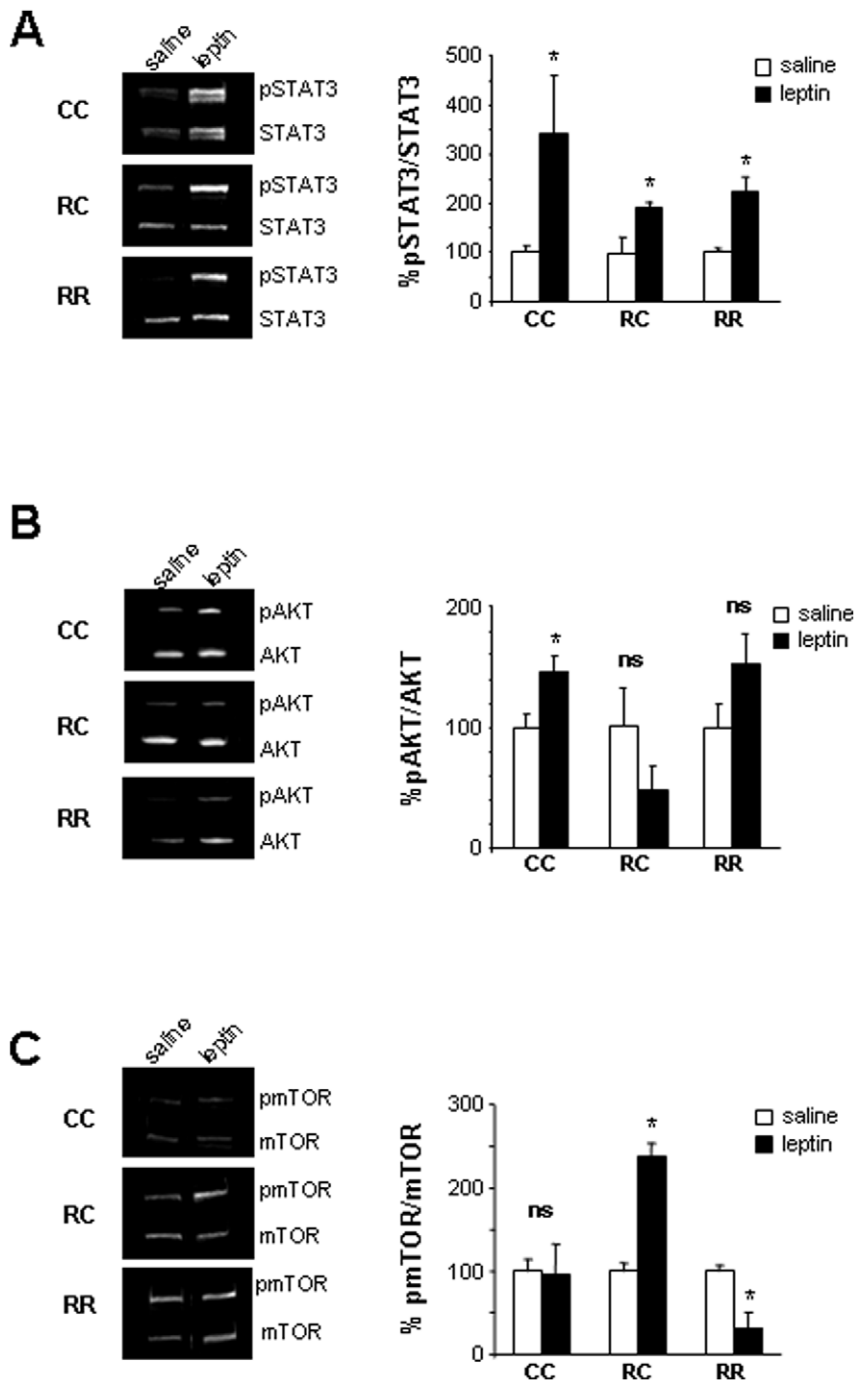 A
saline leptin
CC
pSTAT3
STAT3
RC
pSTAT3
STAT3
RR
pSTAT3
STAT3
%pSTAT3/STAT3
500
400
300
200
100
0
* * *
saline
leptin
CC RC RR
B
saline leptin
CC
pAKT
AKT
RC
pAKT
AKT
RR
pAKT
AKT
%pAKT/AKT
200
100
0
* ns ns
saline
leptin
CC RC RR
C
saline leptin
CC
pmTOR
mTOR
RC
pmTOR
mTOR
RR
pmTOR
mTOR
% pmTOR/mTOR
300
200
100
0
ns * *
saline
leptin
CC RC RR